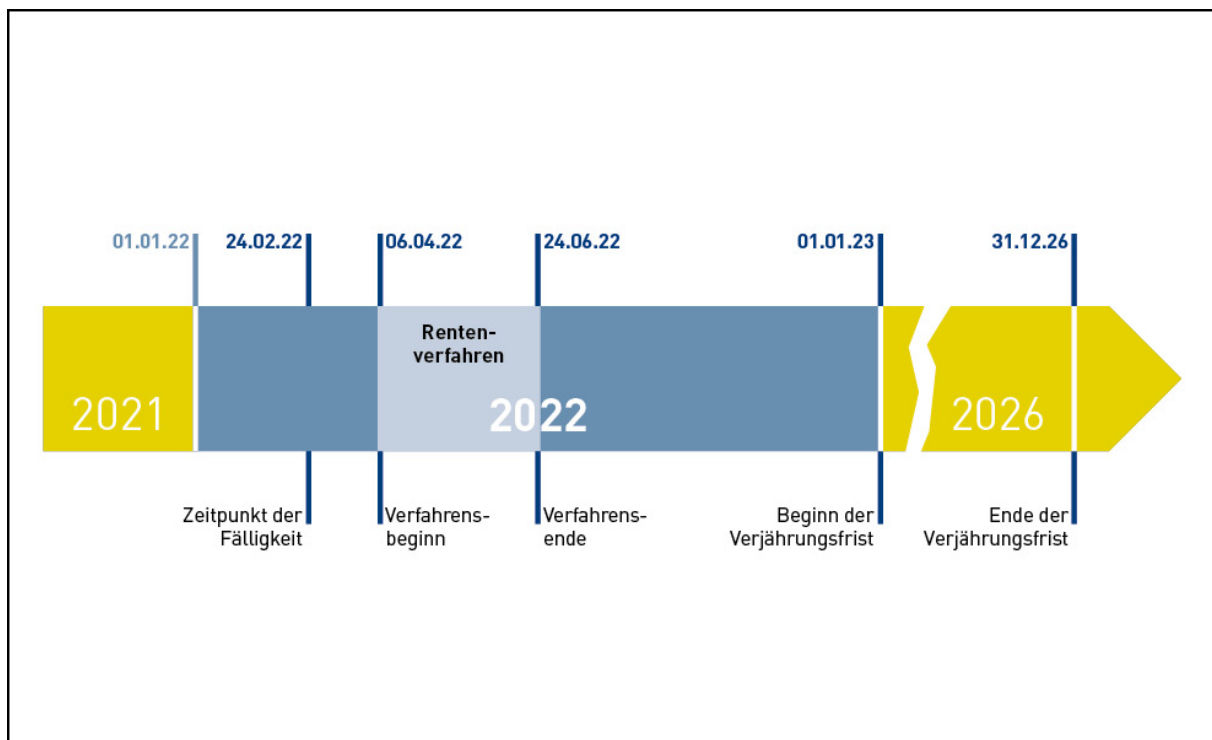 01.01.22
24.02.22
06.04.22
24.06.22
01.01.23
31.12.26
Renten-
verfahren
2021
2022
2026
Zeitpunkt der
Fälligkeit
Verfahrens-
beginn
Verfahrens-
ende
Beginn der
Verjährungsfrist
Ende der
Verjährungsfrist